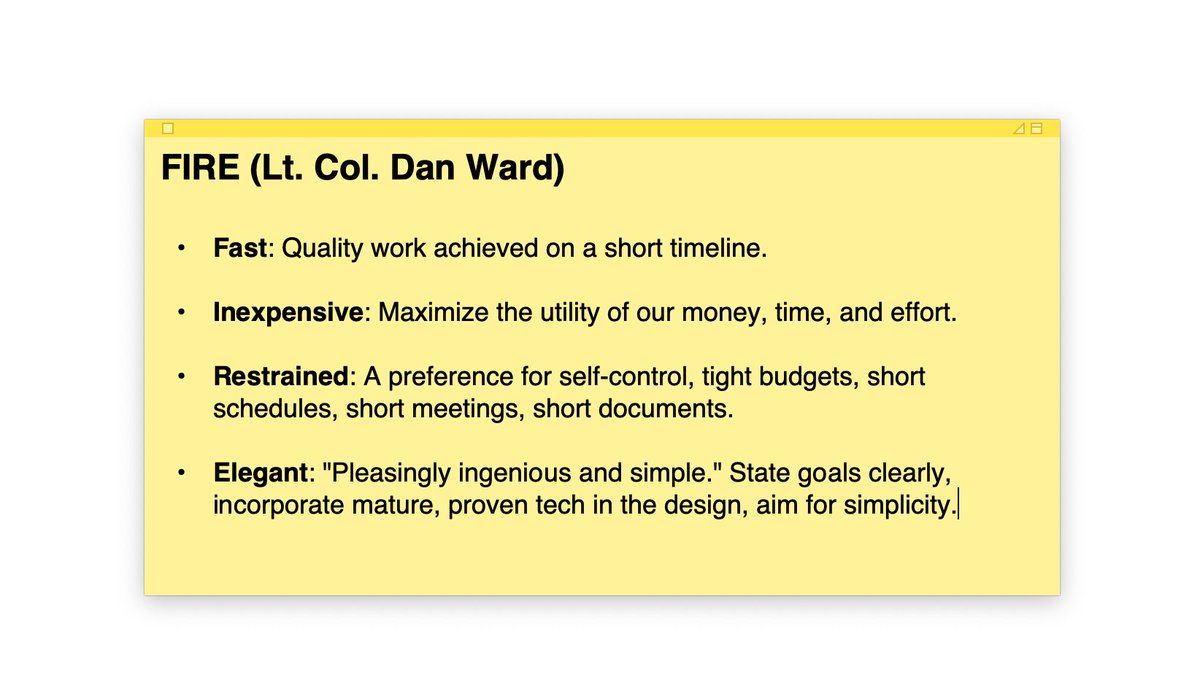 FIRE (Lt. Col. Dan Ward)
• Fast: Quality work achieved on a short timeline.
• Inexpensive: Maximize the utility of our money, time, and effort.
• Restrained: A preference for self-control, tight budgets, short
schedules, short meetings, short documents.
• Elegant: "Pleasingly ingenious and simple." State goals clearly,
incorporate mature, proven tech in the design, aim for simplicity.